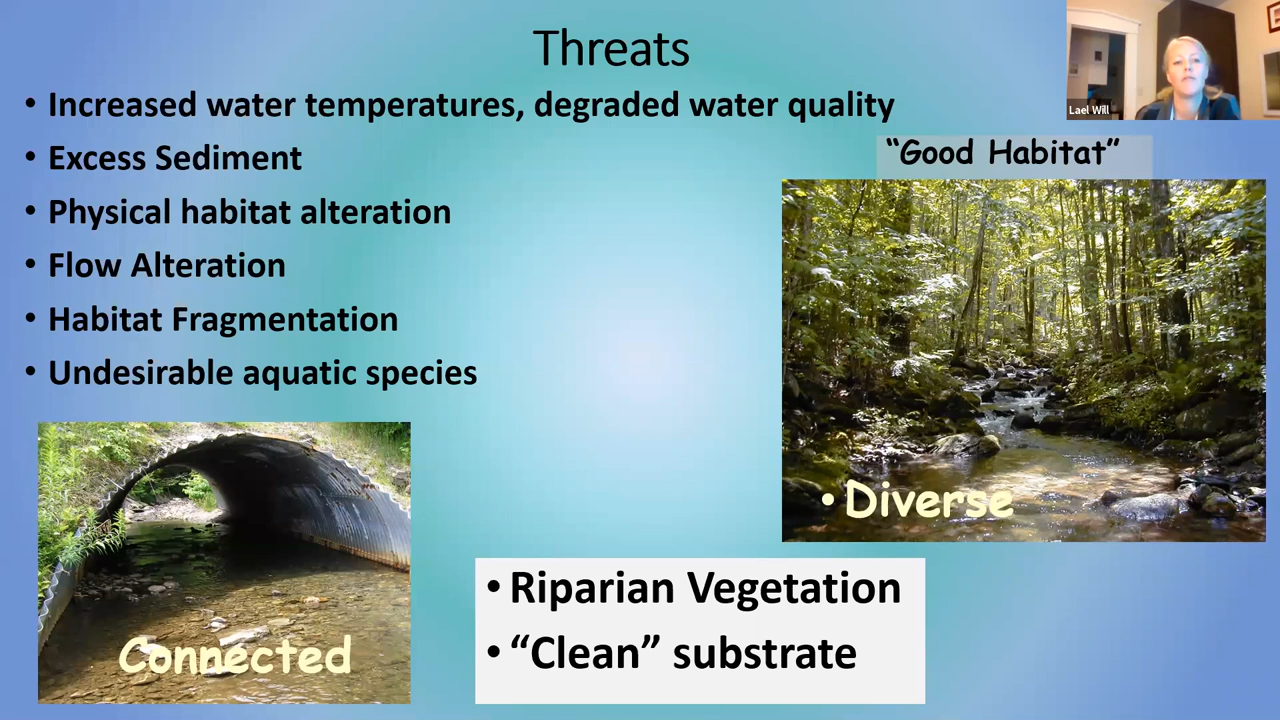 Threats
• Increased water temperatures, degraded water quality
• Excess Sediment
• Physical habitat alteration
• Flow Alteration
• Habitat Fragmentation
• Undesirable aquatic species
Lael Will
“Good Habitat”
• Diverse
Connected
• Riparian Vegetation
• “Clean” substrate